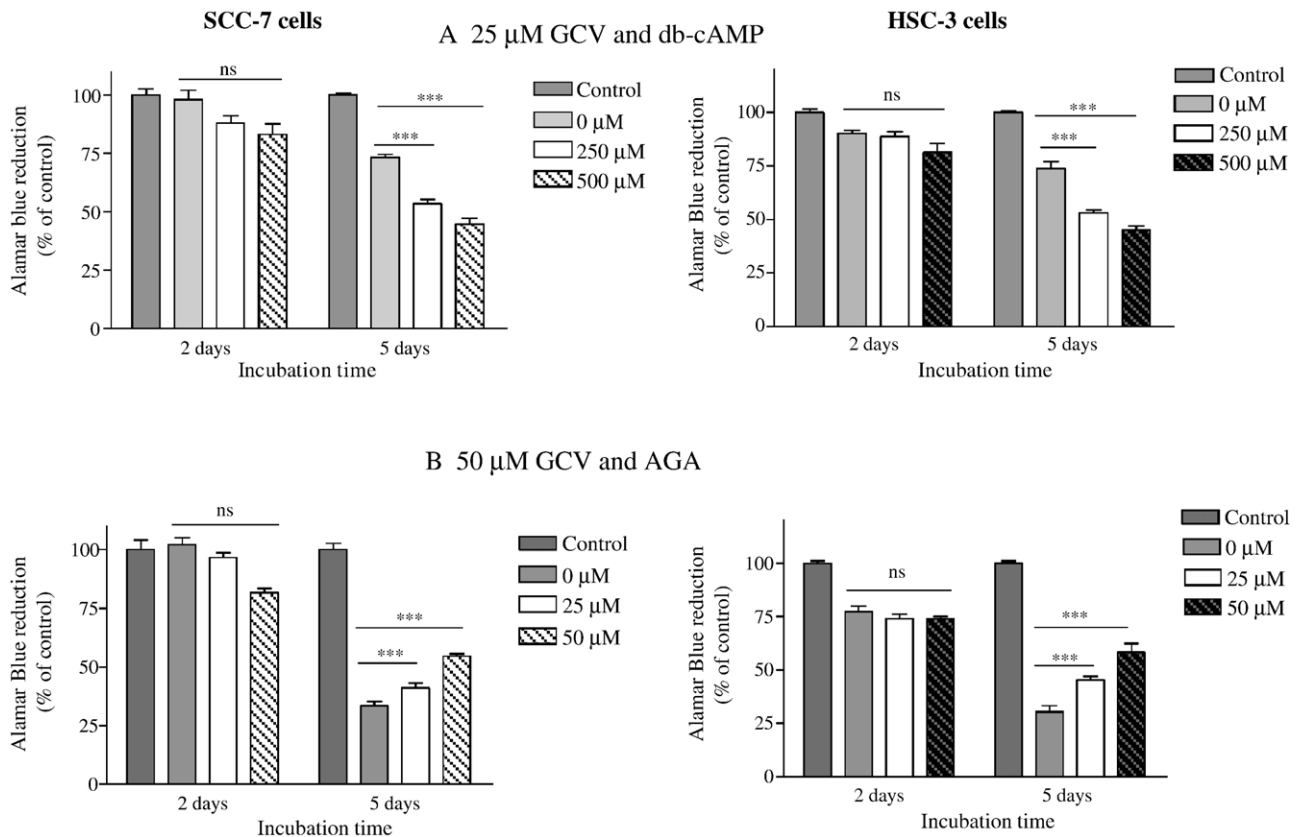 SCC-7 cells
HSC-3 cells
A 25 μM GCV and db-cAMP
Alamar blue reduction
(% of control)
100
75
50
25
0
ns
***
***
2 days
5 days
Incubation time
Control
0 μM
250 μM
500 μM
Alamar Blue reduction
(% of control)
100
75
50
25
0
ns
***
***
2 days
5 days
Incubation time
Control
0 μM
250 μM
500 μM
B 50 μM GCV and AGA
Alamar Blue reduction
(% of control)
100
75
50
25
0
ns
***
***
2 days
5 days
Incubation time
Control
0 μM
25 μM
50 μM
Alamar Blue reduction
(% of control)
100
75
50
25
0
ns
***
***
2 days
5 days
Incubation time
Control
0 μM
25 μM
50 μM